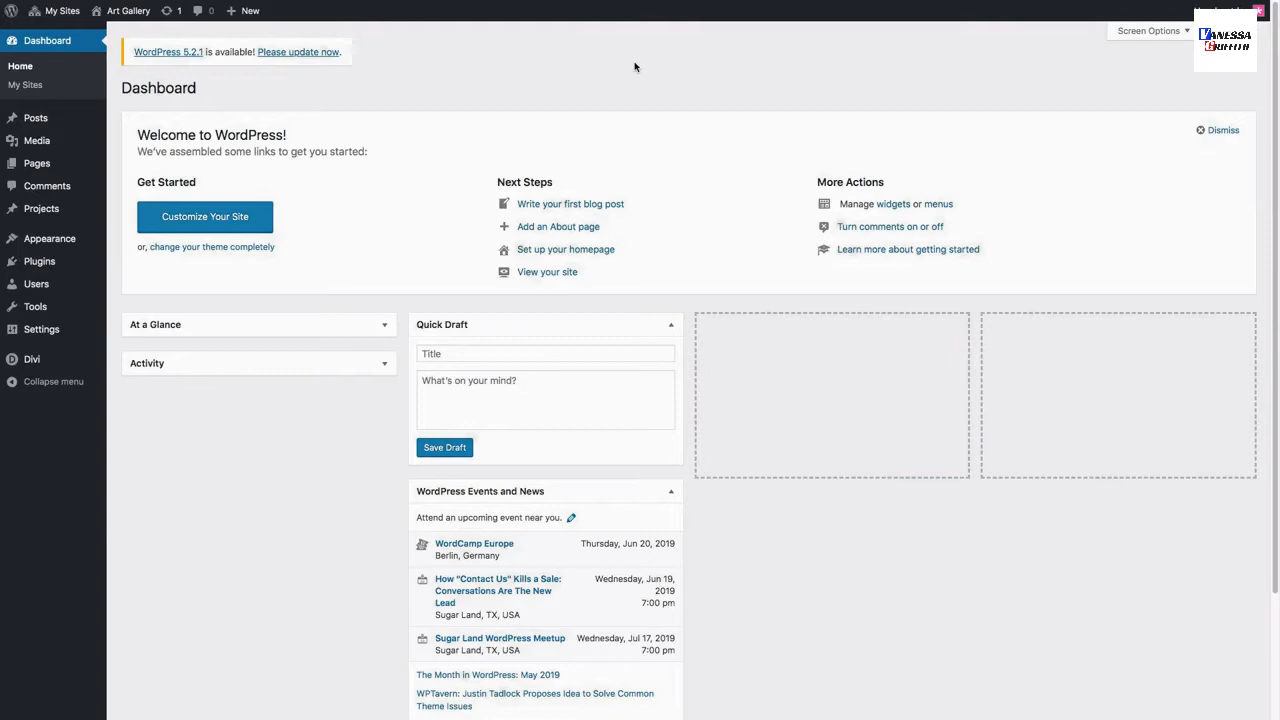 My Sites
Art Gallery
1
0
New
Screen Options
VANESSA
GRIFFIN
Dashboard
Home
My Sites
Posts
Media
Pages
Comments
Projects
Appearance
Plugins
Users
Tools
Settings
Divi
Collapse menu
WordPress 5.2.1 is available! Please update now.
Dashboard
Welcome to WordPress!
We've assembled some links to get you started:
Dismiss
Get Started
Customize Your Site
or, change your theme completely
Next Steps
Write your first blog post
Add an About page
Set up your homepage
View your site
More Actions
Manage widgets or menus
Turn comments on or off
Learn more about getting started
At a Glance
Activity
Quick Draft
Title
What's on your mind?
Save Draft
WordPress Events and News
Attend an upcoming event near you.
WordCamp Europe
Berlin, Germany
Thursday, Jun 20, 2019
How "Contact Us" Kills a Sale:
Conversations Are The New
Lead
Sugar Land, TX, USA
Wednesday, Jun 19,
2019
7:00 pm
Sugar Land WordPress Meetup
Sugar Land, TX, USA
Wednesday, Jul 17, 2019
7:00 pm
The Month in WordPress: May 2019
WPTavern: Justin Tadlock Proposes Idea to Solve Common
Theme Issues